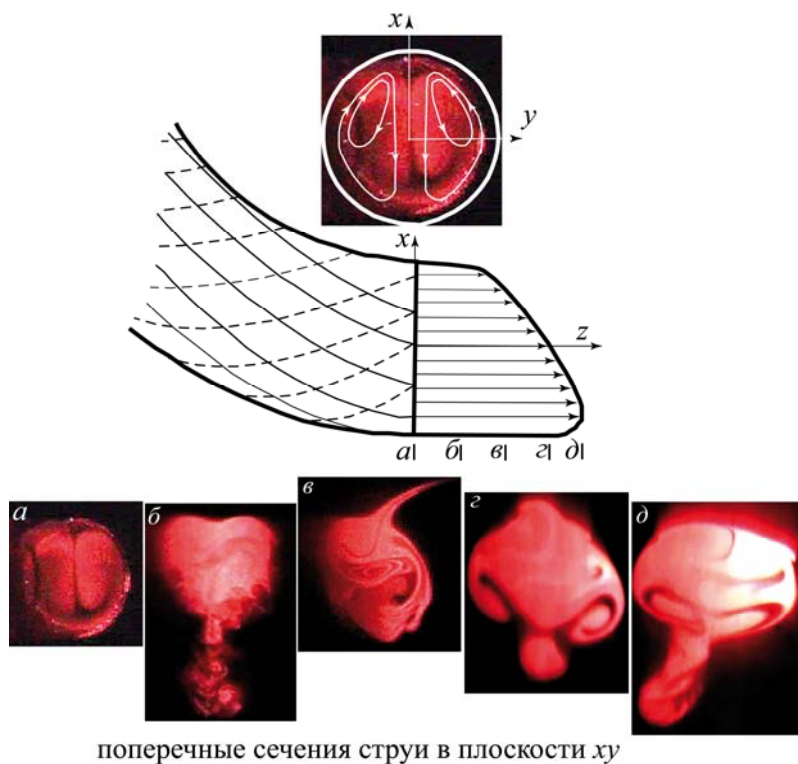 x
y
x
z
а б в г д
а б в г д
поперечные сечения струи в плоскости xy